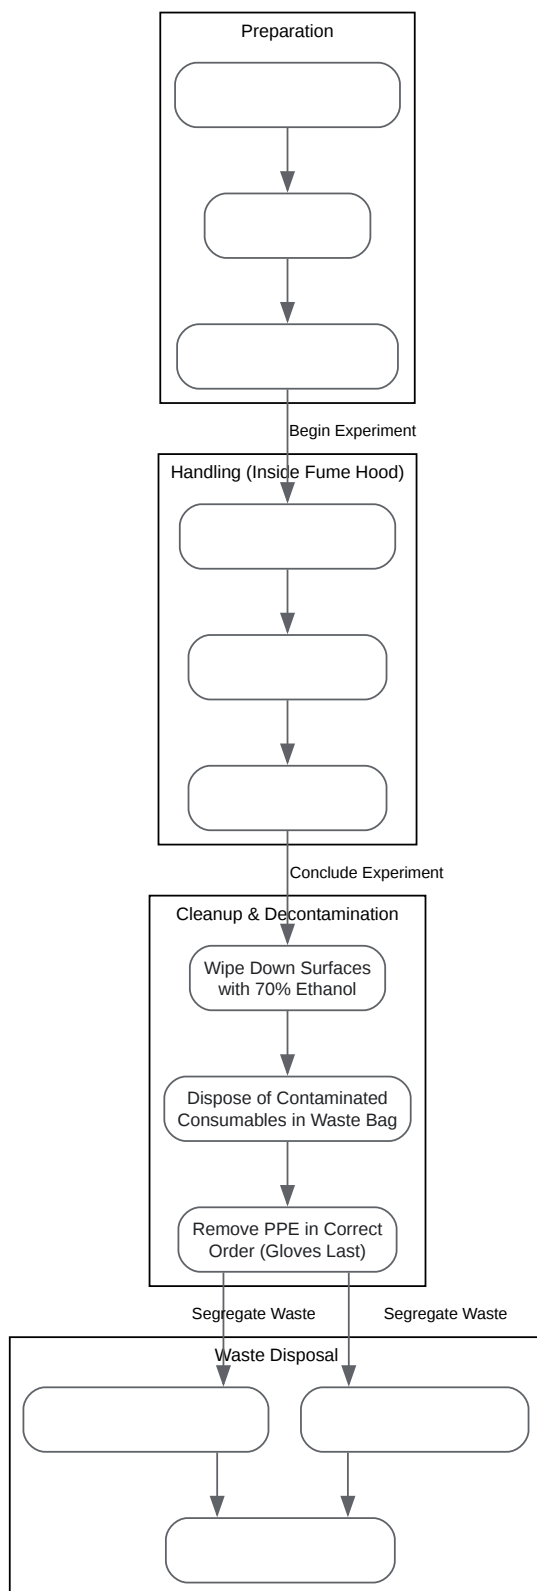 Preparation
Begin Experiment
Handling (Inside Fume Hood)
Conclude Experiment
Cleanup & Decontamination
Wipe Down Surfaces
with 70% Ethanol
Dispose of Contaminated
Consumables in Waste Bag
Remove PPE in Correct
Order (Gloves Last)
Segregate Waste
Segregate Waste
Waste Disposal